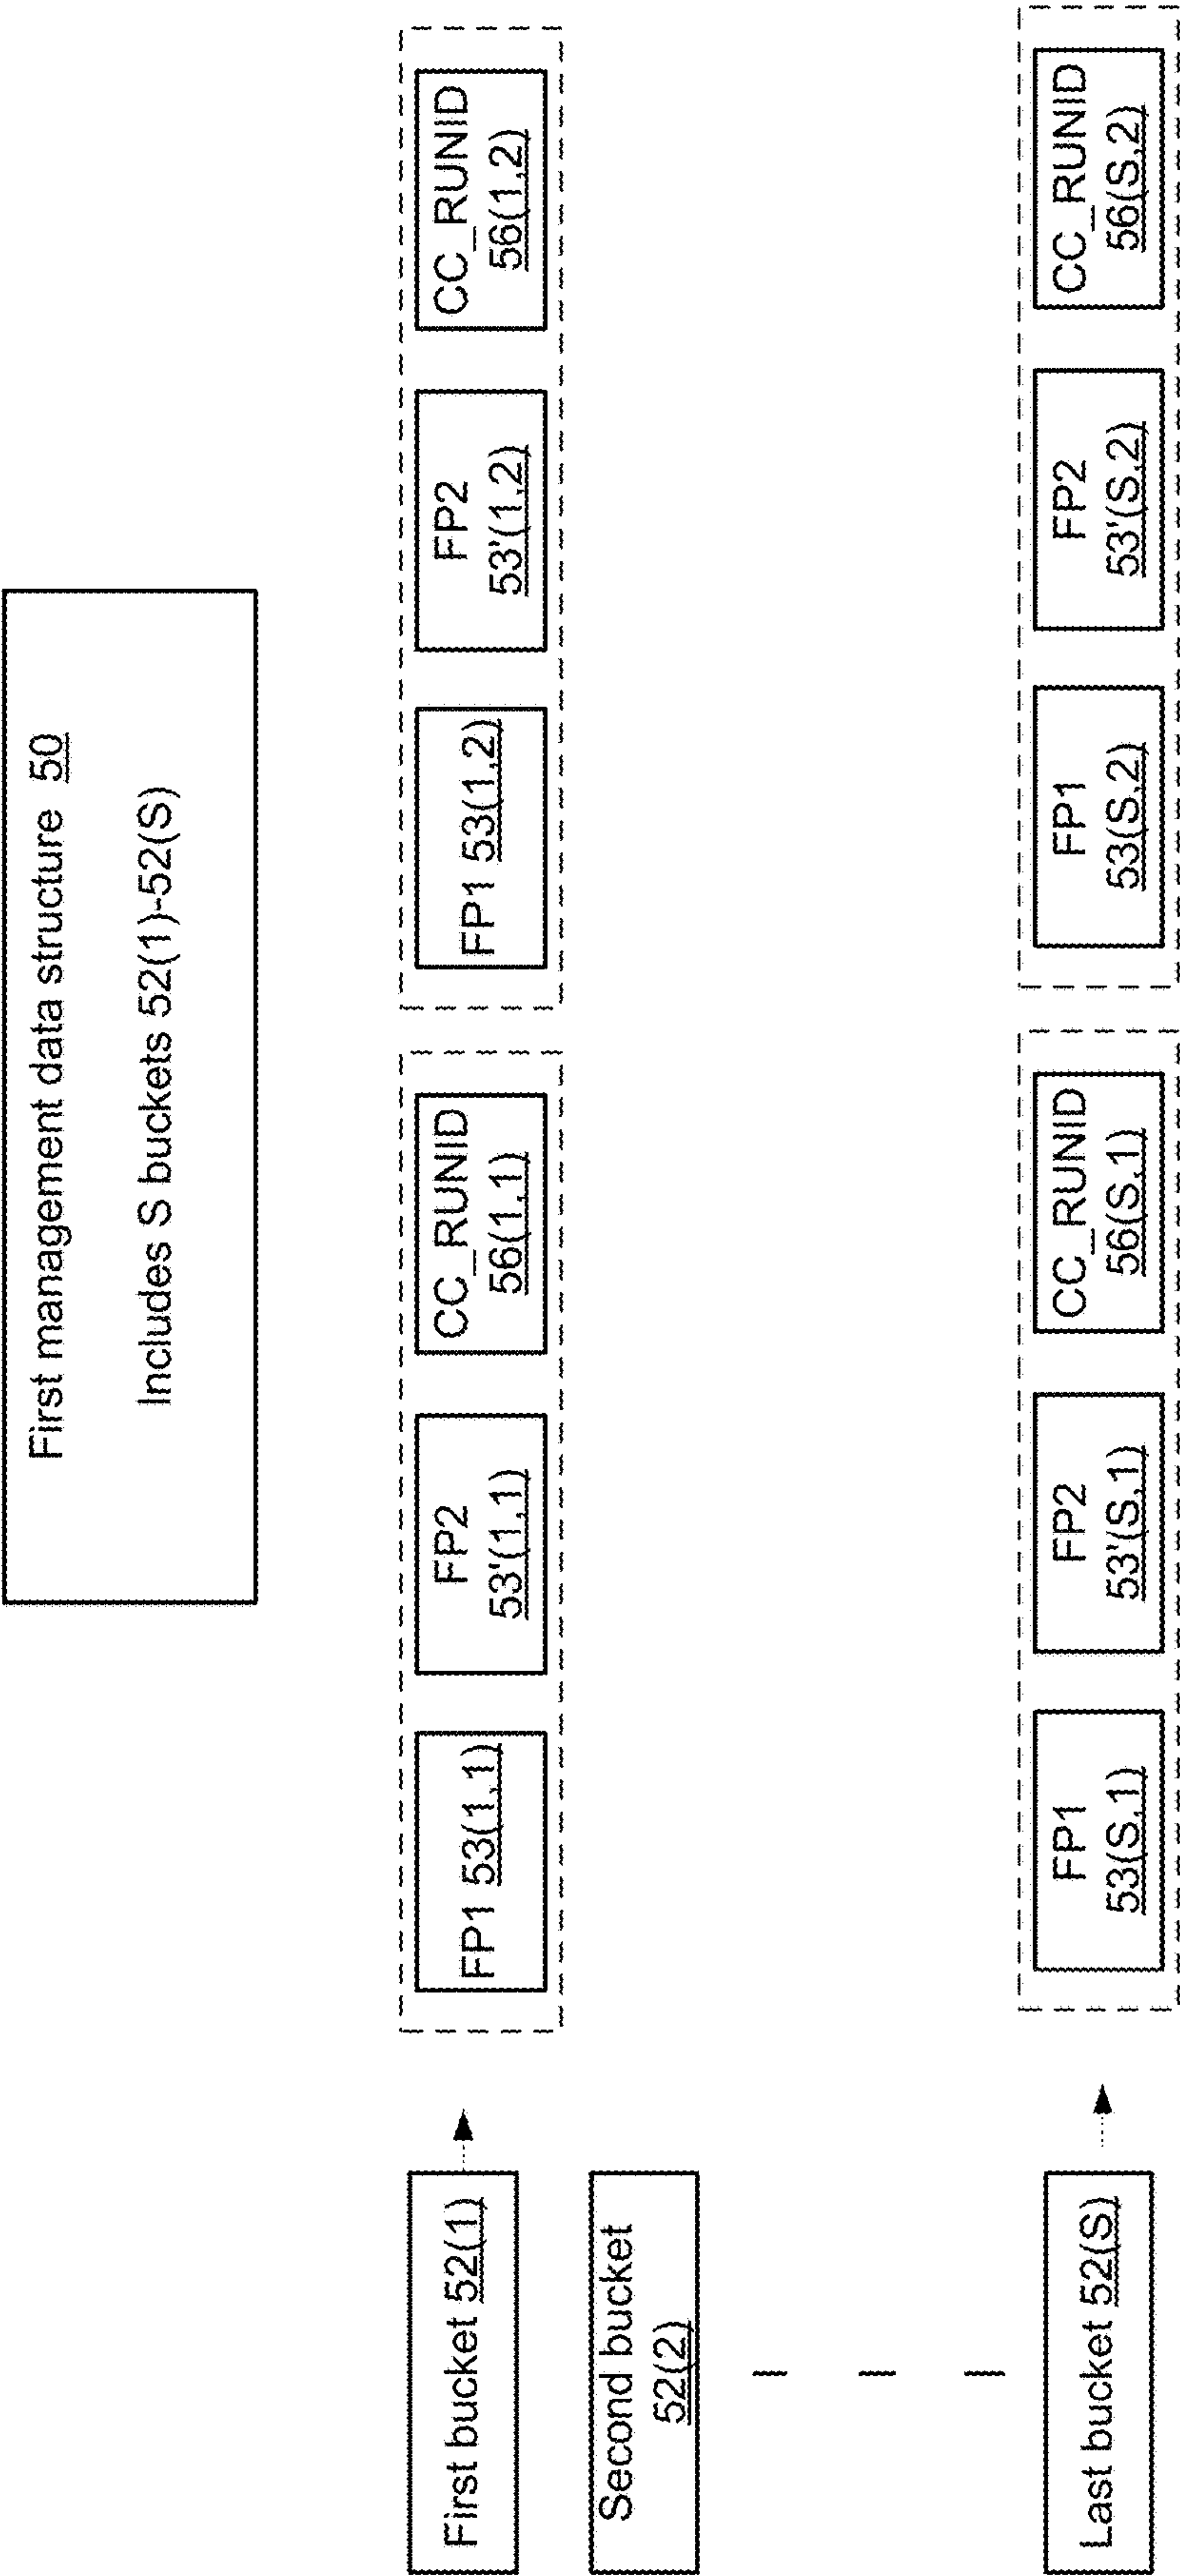 First management data structure 50
Includes S buckets 52(1)-52(S)
First bucket 52(1)
FP1 53(1,1)
FP2
53'(1,1)
CC_RUNID
56(1,1)
FP1 53(1,2)
FP2
53'(1,2)
CC_RUNID
56(1,2)
Second bucket
52(2)
Last bucket 52(S)
FP1
53(S,1)
FP2
53'(S,1)
CC_RUNID
56(S,1)
FP1
53(S,2)
FP2
53'(S,2)
CC_RUNID
56(S,2)